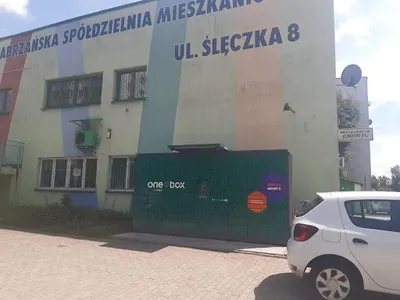 ABRZAŃSKA SPÓŁDZIELNIA MIESZKANIO
UL. ŚLĘCZKA 8
one box